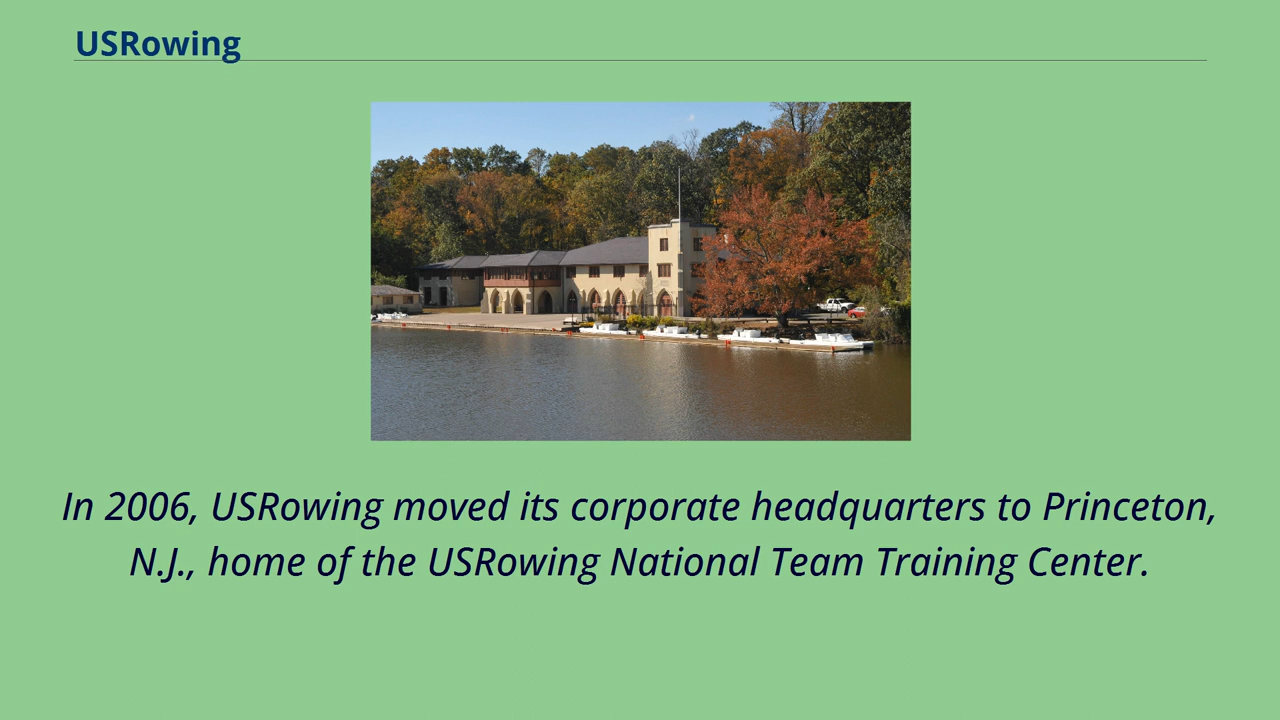 USRowing
In 2006, USRowing moved its corporate headquarters to Princeton,
N.J., home of the USRowing National Team Training Center.